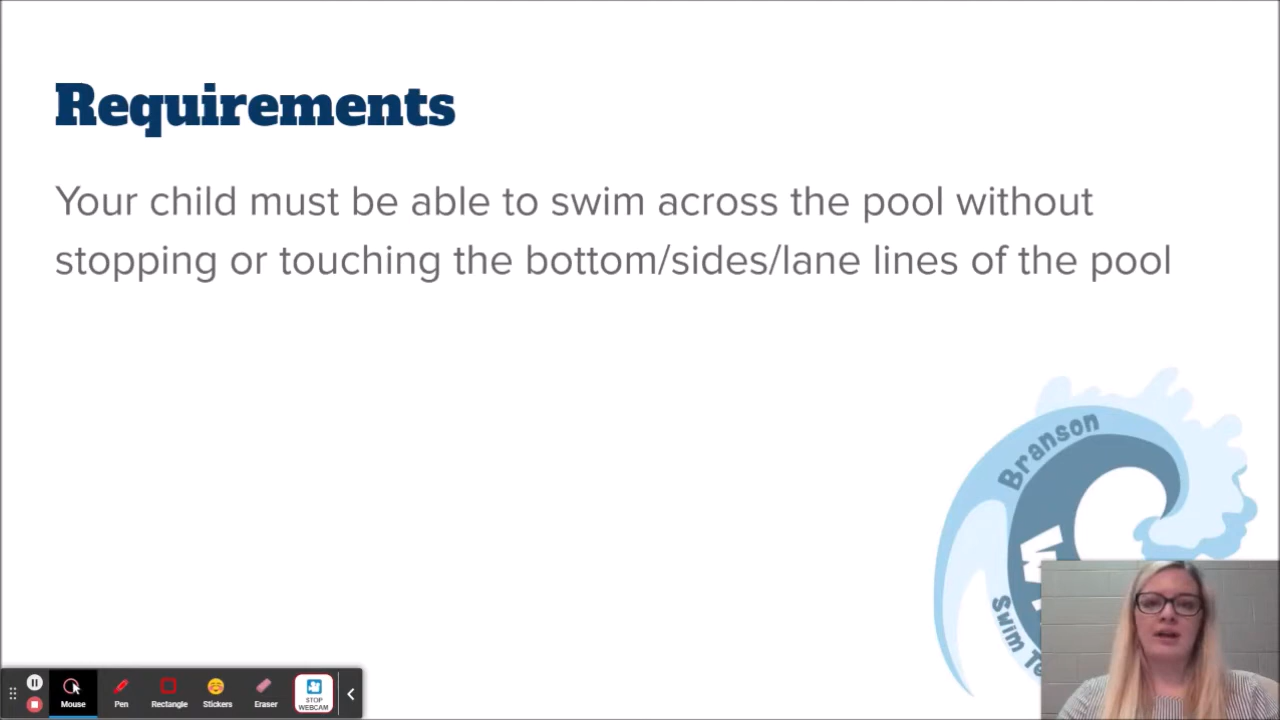 Requirements
Your child must be able to swim across the pool without
stopping or touching the bottom/sides/lane lines of the pool
Branson
Swim
Mouse
Pen
Rectangle
Stickers
Eraser
STOP
WEBCAM